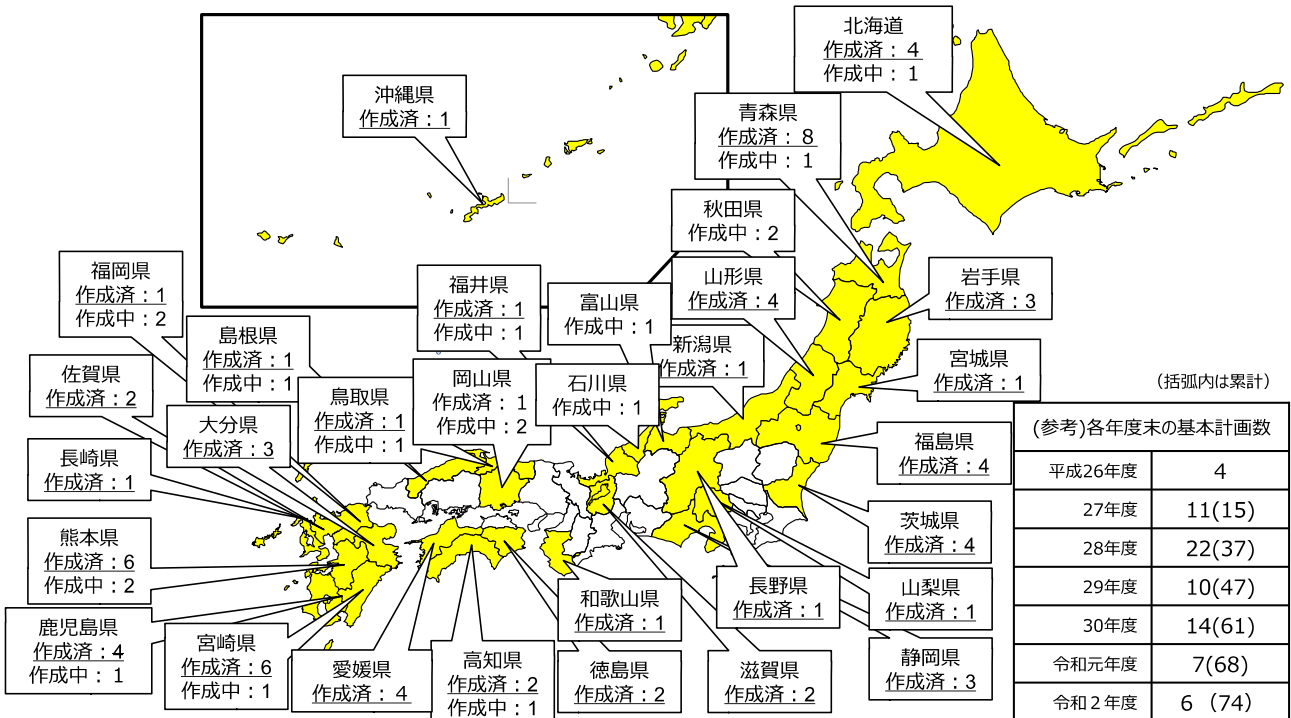 北海道
作成済：4
作成中：1
沖縄県
作成済：1
青森県
作成済：8
作成中：1
秋田県
作成中：2
山形県
作成済：4
岩手県
作成済：3
宮城県
作成済：1
福島県
作成済：4
茨城県
作成済：4
山梨県
作成済：1
静岡県
作成済：3
長野県
作成済：1
新潟県
作成済：1
富山県
作成中：1
石川県
作成中：1
福井県
作成済：1
作成中：1
滋賀県
作成済：2
和歌山県
作成済：1
岡山県
作成済：1
作成中：2
鳥取県
作成済：1
作成中：1
島根県
作成済：1
作成中：1
徳島県
作成済：2
高知県
作成済：2
作成中：1
愛媛県
作成済：4
福岡県
作成済：1
作成中：2
佐賀県
作成済：2
大分県
作成済：3
長崎県
作成済：1
熊本県
作成済：6
作成中：2
宮崎県
作成済：6
作成中：1
鹿児島県
作成済：4
作成中：1
（括弧内は累計）
(参考)各年度末の基本計画数
平成26年度 4
27年度 11(15)
28年度 22(37)
29年度 10(47)
30年度 14(61)
令和元年度 7(68)
令和２年度 6（74）